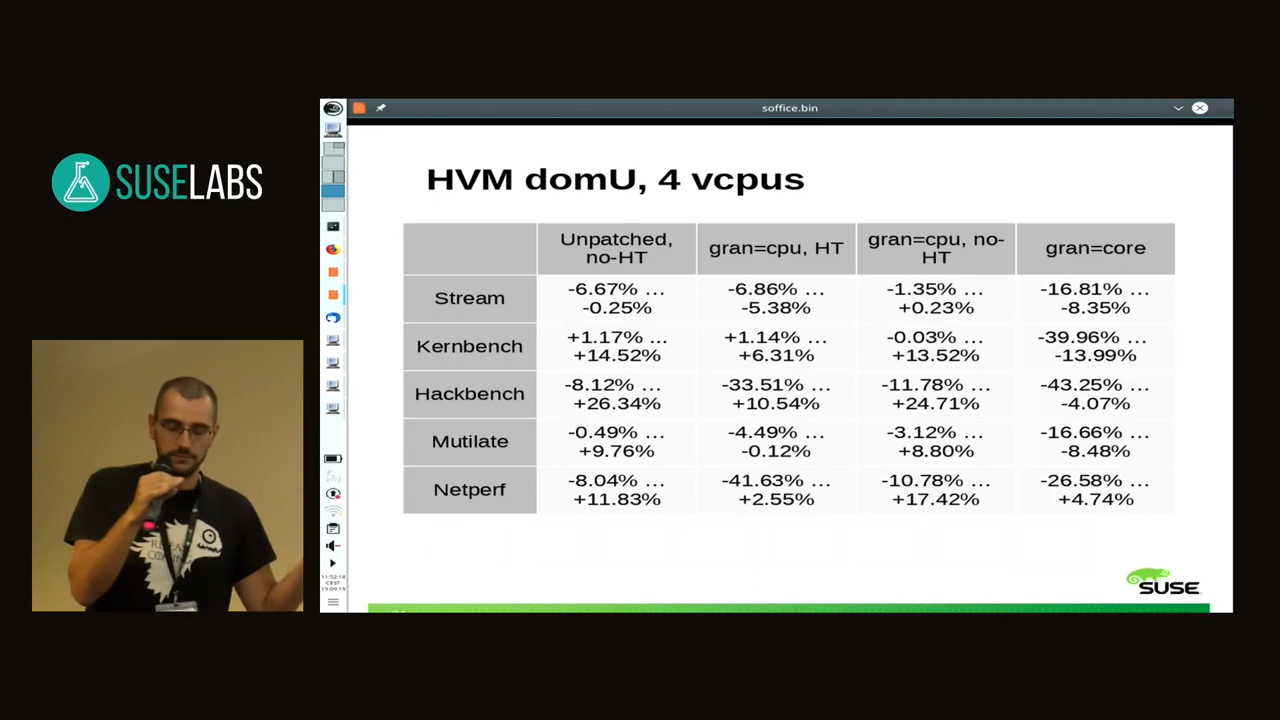 soffice.bin
SUSELABS
HVM domU, 4 vcpus
Unpatched, no-HT
gran=cpu, HT
gran=cpu, no-
HT
gran=core
Stream
-6.67% …
-0.25%
-6.86% …
-5.38%
-1.35% …
+0.23%
-16.81% …
-8.35%
Kernbench
+1.17% …
+14.52%
+1.14% …
+6.31%
-0.03% …
+13.52%
-39.96% …
-13.99%
Hackbench
-8.12% …
+26.34%
-33.51% …
+10.54%
-11.78% …
+24.71%
-43.25% …
-4.07%
Mutilate
-0.49% …
+9.76%
-4.49% …
-0.12%
-3.12% …
+8.80%
-16.66% …
-8.48%
Netperf
-8.04% …
+11.83%
-41.63% …
+2.55%
-10.78% …
+17.42%
-26.58% …
+4.74%
11:52:18
CEST
19.09.19
SUSE